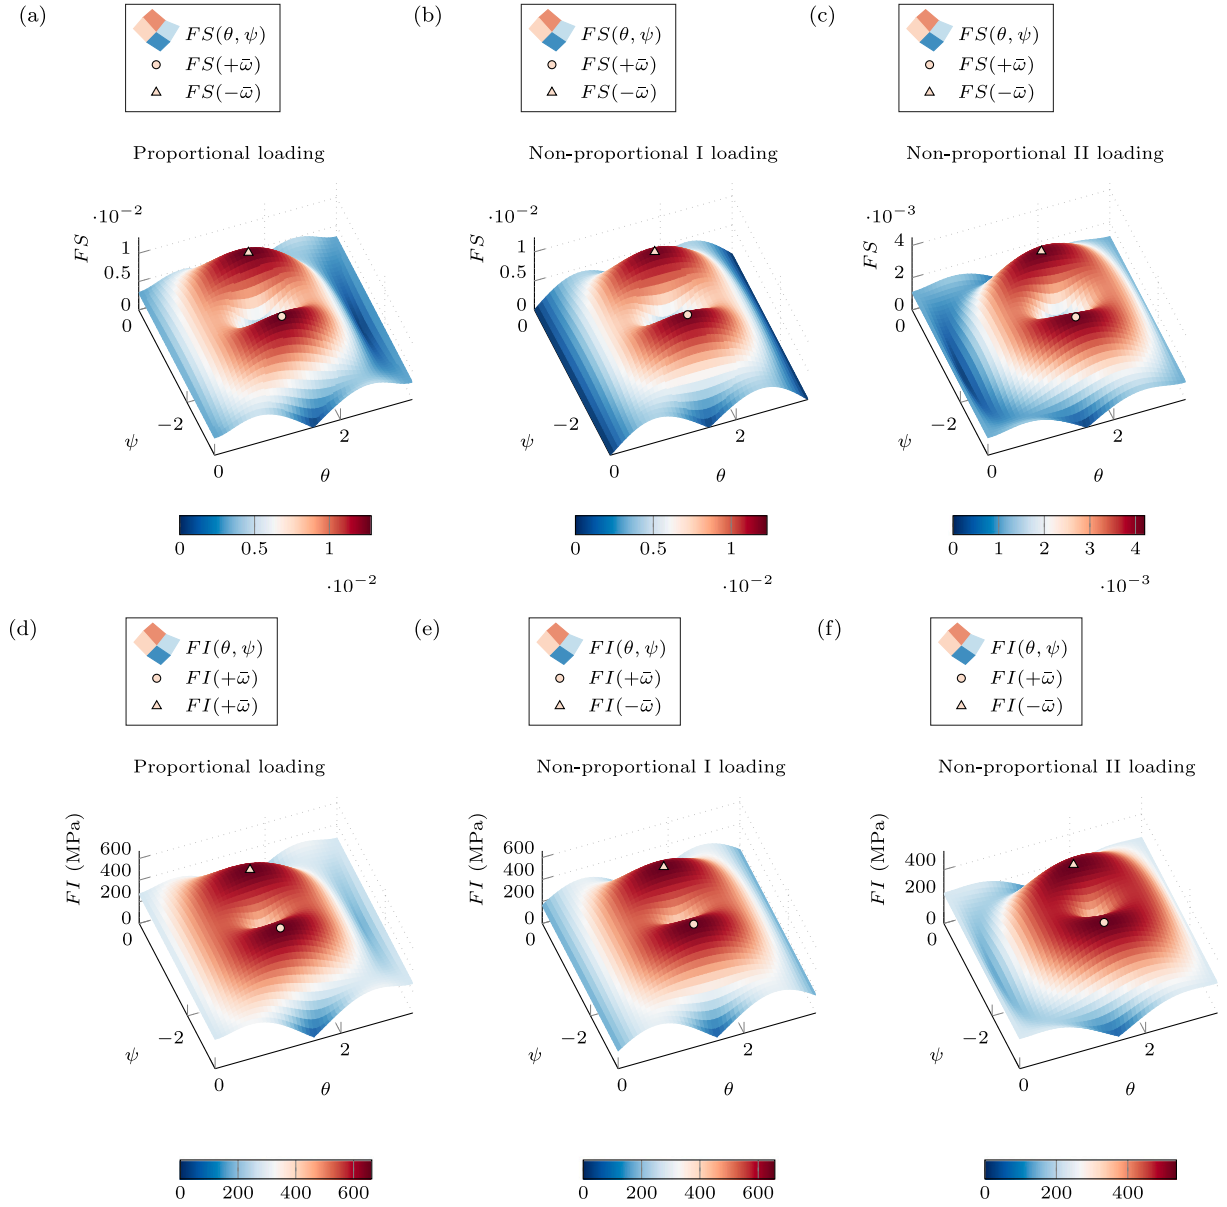 (a)
FS(θ, ψ)
FS(+ω̄)
FS(−ω̄)
Proportional loading
·10⁻²
FS
1
0.5
0
0
−2
ψ
0
2
θ
0 0.5 1
·10⁻²
(b)
FS(θ, ψ)
FS(+ω̄)
FS(−ω̄)
Non-proportional I loading
·10⁻²
FS
1
0.5
0
0
−2
ψ
0
2
θ
0 0.5 1
·10⁻²
(c)
FS(θ, ψ)
FS(+ω̄)
FS(−ω̄)
Non-proportional II loading
·10⁻³
FS
4
2
0
0
−2
ψ
0
2
θ
0 1 2 3 4
·10⁻³
(d)
FI(θ, ψ)
FI(+ω̄)
FI(+ω̄)
Proportional loading
FI (MPa)
600
400
200
0
0
−2
ψ
0
2
θ
0 200 400 600
(e)
FI(θ, ψ)
FI(+ω̄)
FI(−ω̄)
Non-proportional I loading
FI (MPa)
600
400
200
0
0
−2
ψ
0
2
θ
0 200 400 600
(f)
FI(θ, ψ)
FI(+ω̄)
FI(−ω̄)
Non-proportional II loading
FI (MPa)
400
200
0
0
−2
ψ
0
2
θ
0 200 400